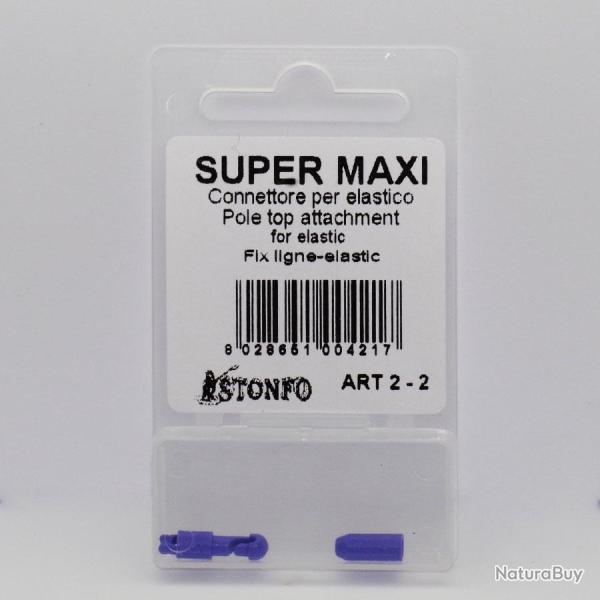 SUPER MAXI
Connettore per elastico
Pole top attachment
for elastic
Fix ligne-elastic
8 028651 004217
STONFO ART 2 - 2
NaturaBuy